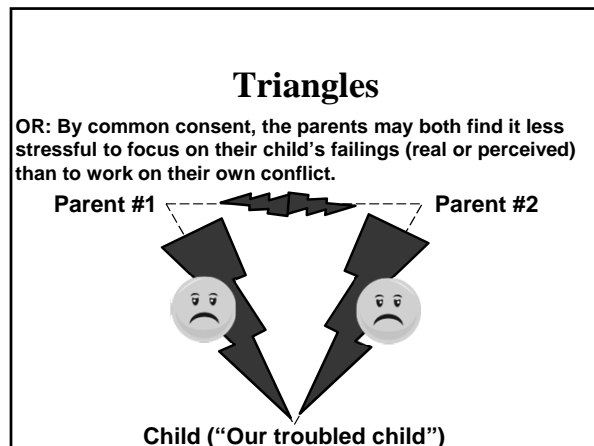 Triangles
OR: By common consent, the parents may both find it less
stressful to focus on their child's failings (real or perceived)
than to work on their own conflict.
Parent #1 Parent #2
Child (“Our troubled child”)